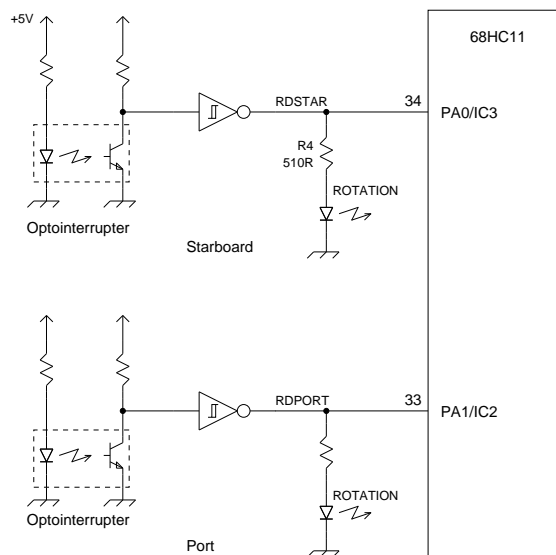 +5V
68HC11
RDSTAR
34
PA0/IC3
R4
510R
ROTATION
Optointerrupter
Starboard
RDPORT
33
PA1/IC2
ROTATION
Optointerrupter
Port